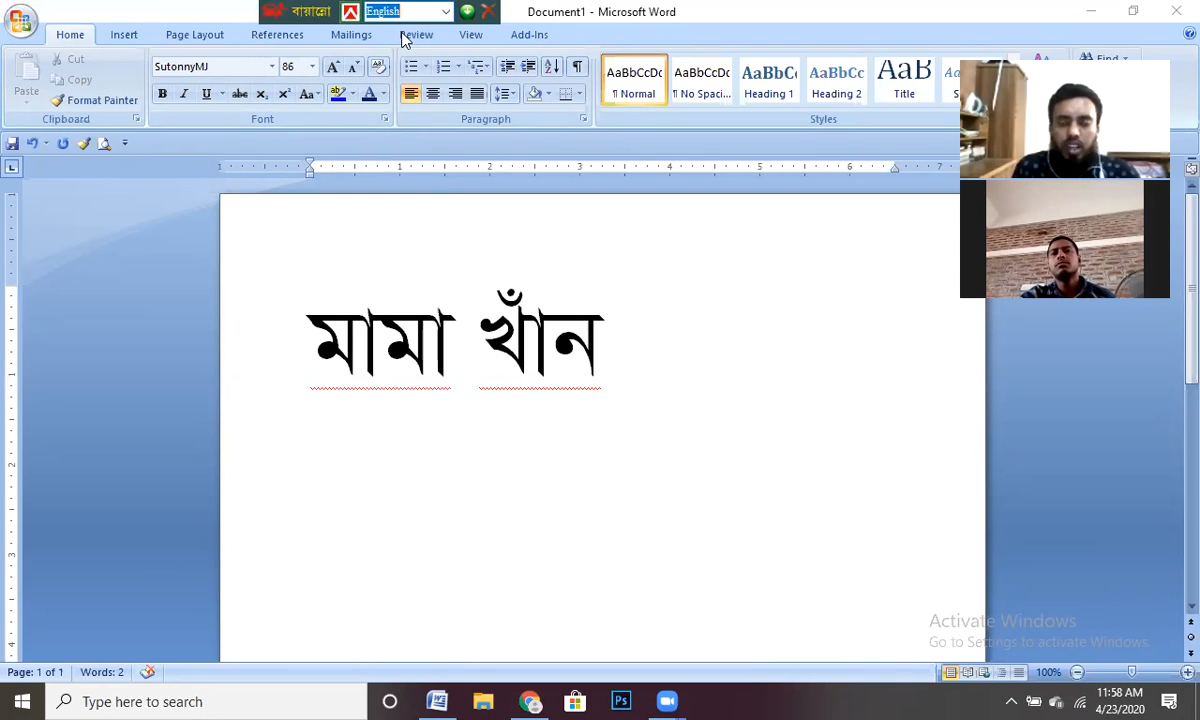 বায়ান্নো English Document1 - Microsoft Word
Home Insert Page Layout References Mailings Review View Add-Ins
Paste Cut Copy Format Painter Clipboard
SutonnyMJ 86 Font
Paragraph
AaBbCcDc ¶ Normal AaBbCcDc ¶ No Spaci... AaBbCc Heading 1 AaBbCc Heading 2 AaB Title Styles
Find
মামা খাঁন
Activate Windows
Go to Settings to activate Windows.
Page: 1 of 1 Words: 2 100%
Type here to search
11:58 AM
4/23/2020